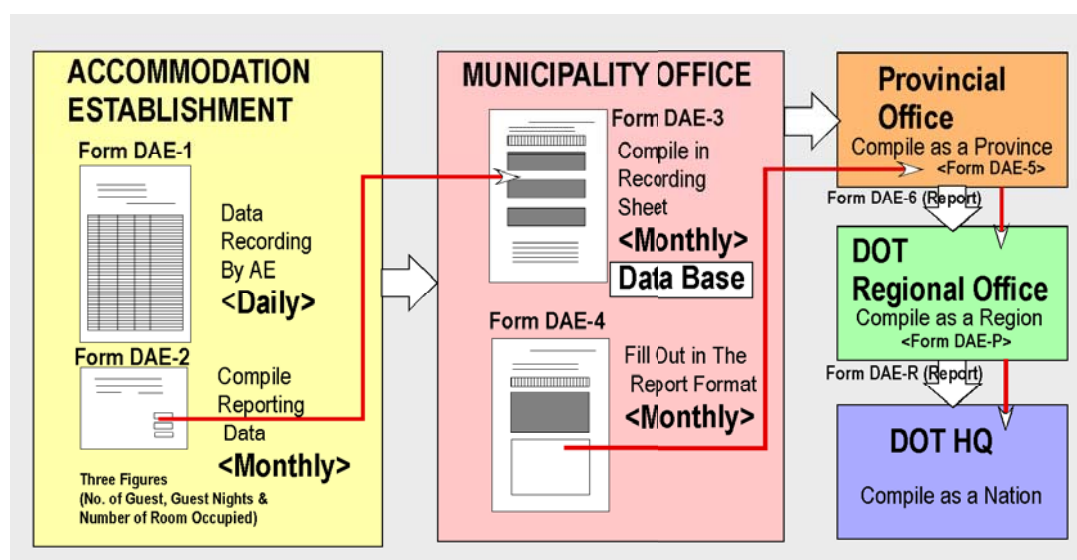 ACCOMMODATION
ESTABLISHMENT
Form DAE-1
Data
Recording
By AE
<Daily>
Form DAE-2
Compile
Reporting
Data
<Monthly>
Three Figures
(No. of Guest, Guest Nights &
Number of Room Occupied)
MUNICIPALITY OFFICE
Form DAE-3
Compile in
Recording
Sheet
<Monthly>
Data Base
Form DAE-4
Fill Out in The
Report Format
<Monthly>
Provincial
Office
Compile as a Province
<Form DAE-5>
Form DAE-6 (Report)
DOT
Regional Office
Compile as a Region
<Form DAE-P>
Form DAE-R (Report)
DOT HQ
Compile as a Nation